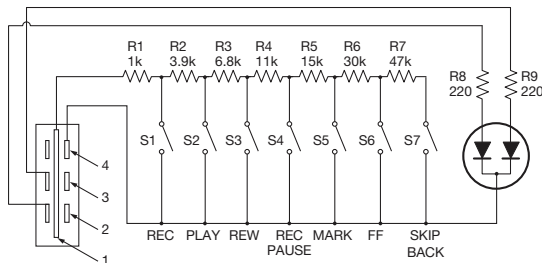 R1 R2 R3 R4 R5 R6 R7
1k 3.9k 6.8k 11k 15k 30k 47k
R8
220
R9
220
S1 S2 S3 S4 S5 S6 S7
4
3
2
1
REC PLAY REW REC PAUSE MARK FF SKIP BACK